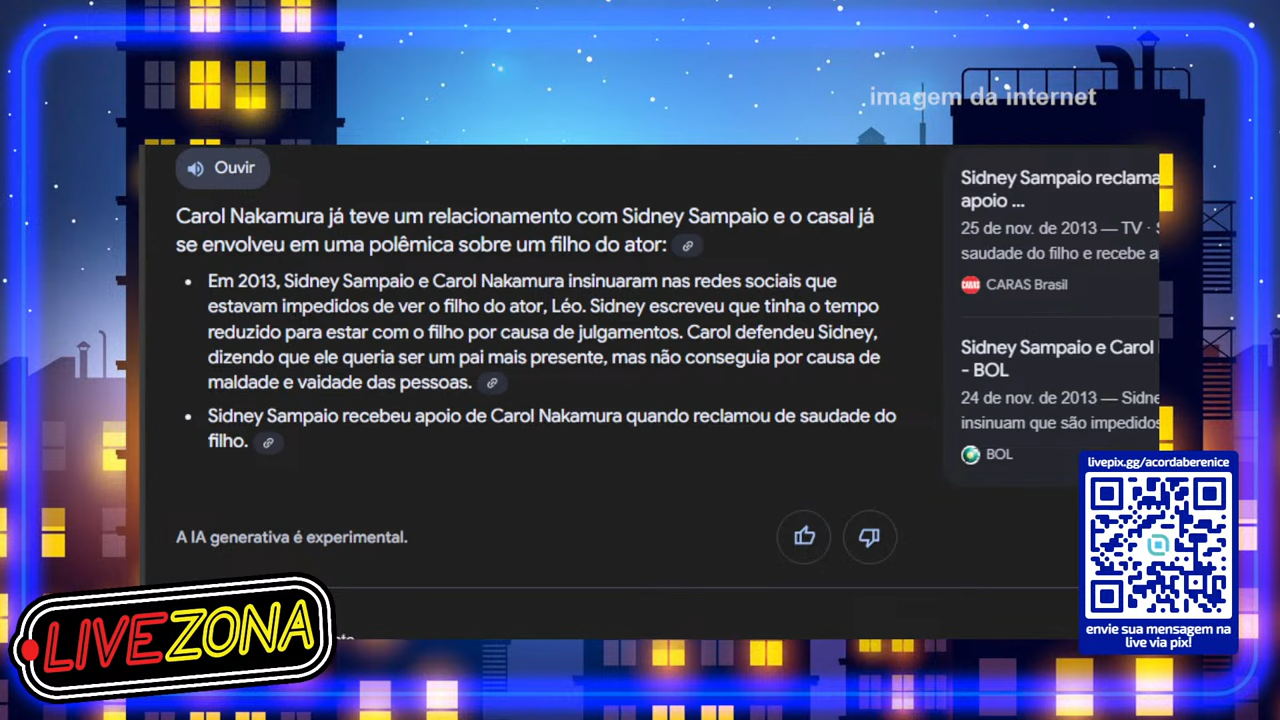 imagem da internet
Ouvir
Carol Nakamura já teve um relacionamento com Sidney Sampaio e o casal já
se envolveu em uma polêmica sobre um filho do ator:
• Em 2013, Sidney Sampaio e Carol Nakamura insinuaram nas redes sociais que
estavam impedidos de ver o filho do ator, Léo. Sidney escreveu que tinha o tempo
reduzido para estar com o filho por causa de julgamentos. Carol defendeu Sidney,
dizendo que ele queria ser um pai mais presente, mas não conseguia por causa de
maldade e vaidade das pessoas.
• Sidney Sampaio recebeu apoio de Carol Nakamura quando reclamou de saudade do
filho.
A IA generativa é experimental.
Sidney Sampaio reclama
apoio ...
25 de nov. de 2013 — TV ·
saudade do filho e recebe
CARAS Brasil
Sidney Sampaio e Carol
- BOL
24 de nov. de 2013 —
insinuam que são impedidos
BOL
livepix.gg/acordaberenice
envie sua mensagem na
live via pix!
LIVEZONA